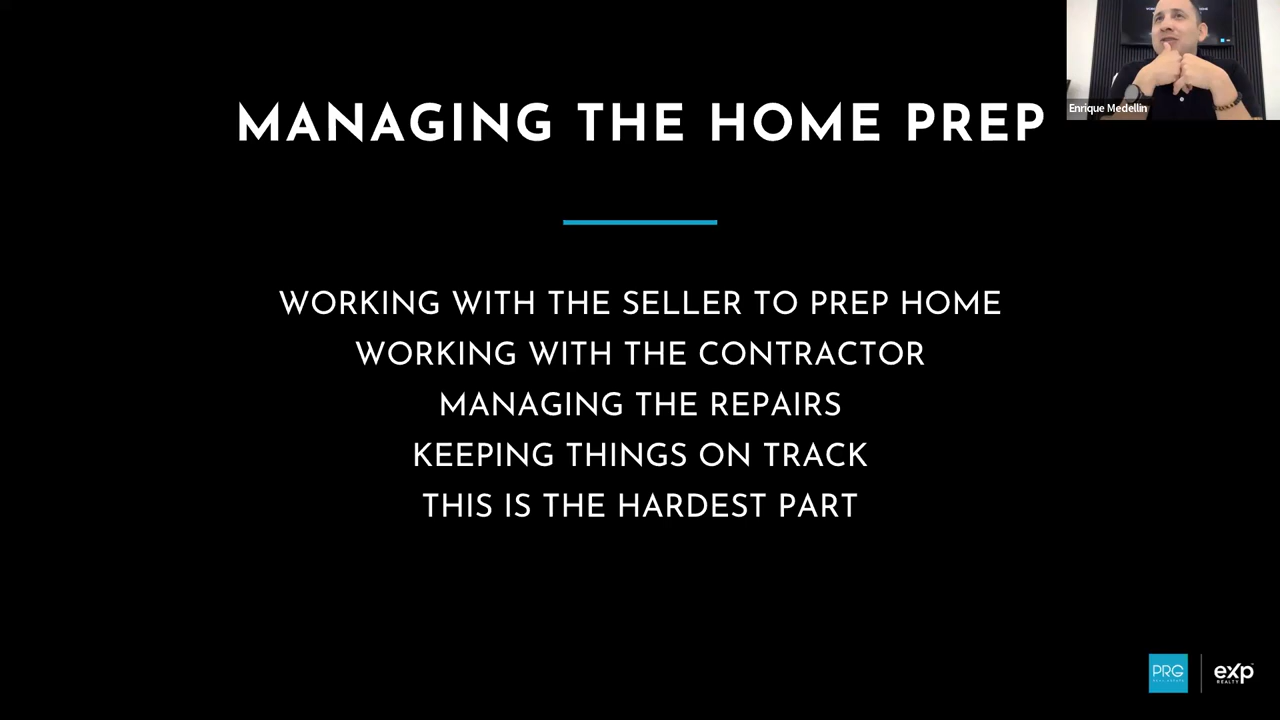 MANAGING THE HOME PREP
Enrique Medellin
WORKING WITH THE SELLER TO PREP HOME
WORKING WITH THE CONTRACTOR
MANAGING THE REPAIRS
KEEPING THINGS ON TRACK
THIS IS THE HARDEST PART
PRG
exp
REALTY